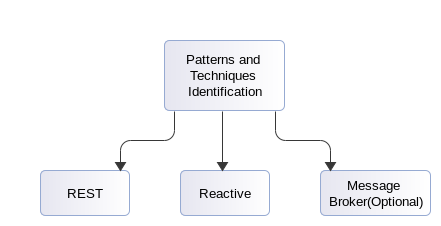 Patterns and
Techniques
Identification
REST
Reactive
Message
Broker(Optional)